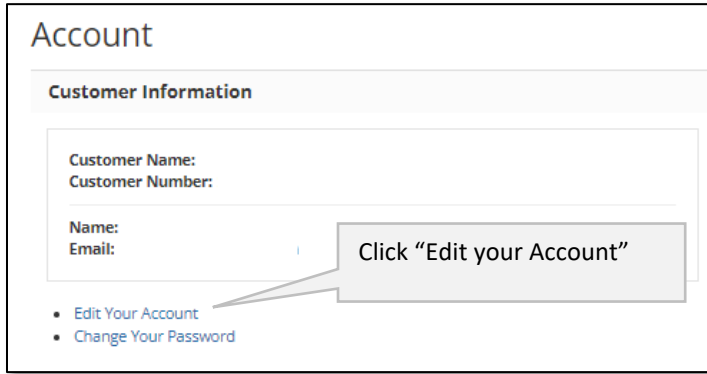 Account
Customer Information
Customer Name:
Customer Number:
Name:
Email:
Click “Edit your Account”
• Edit Your Account
• Change Your Password